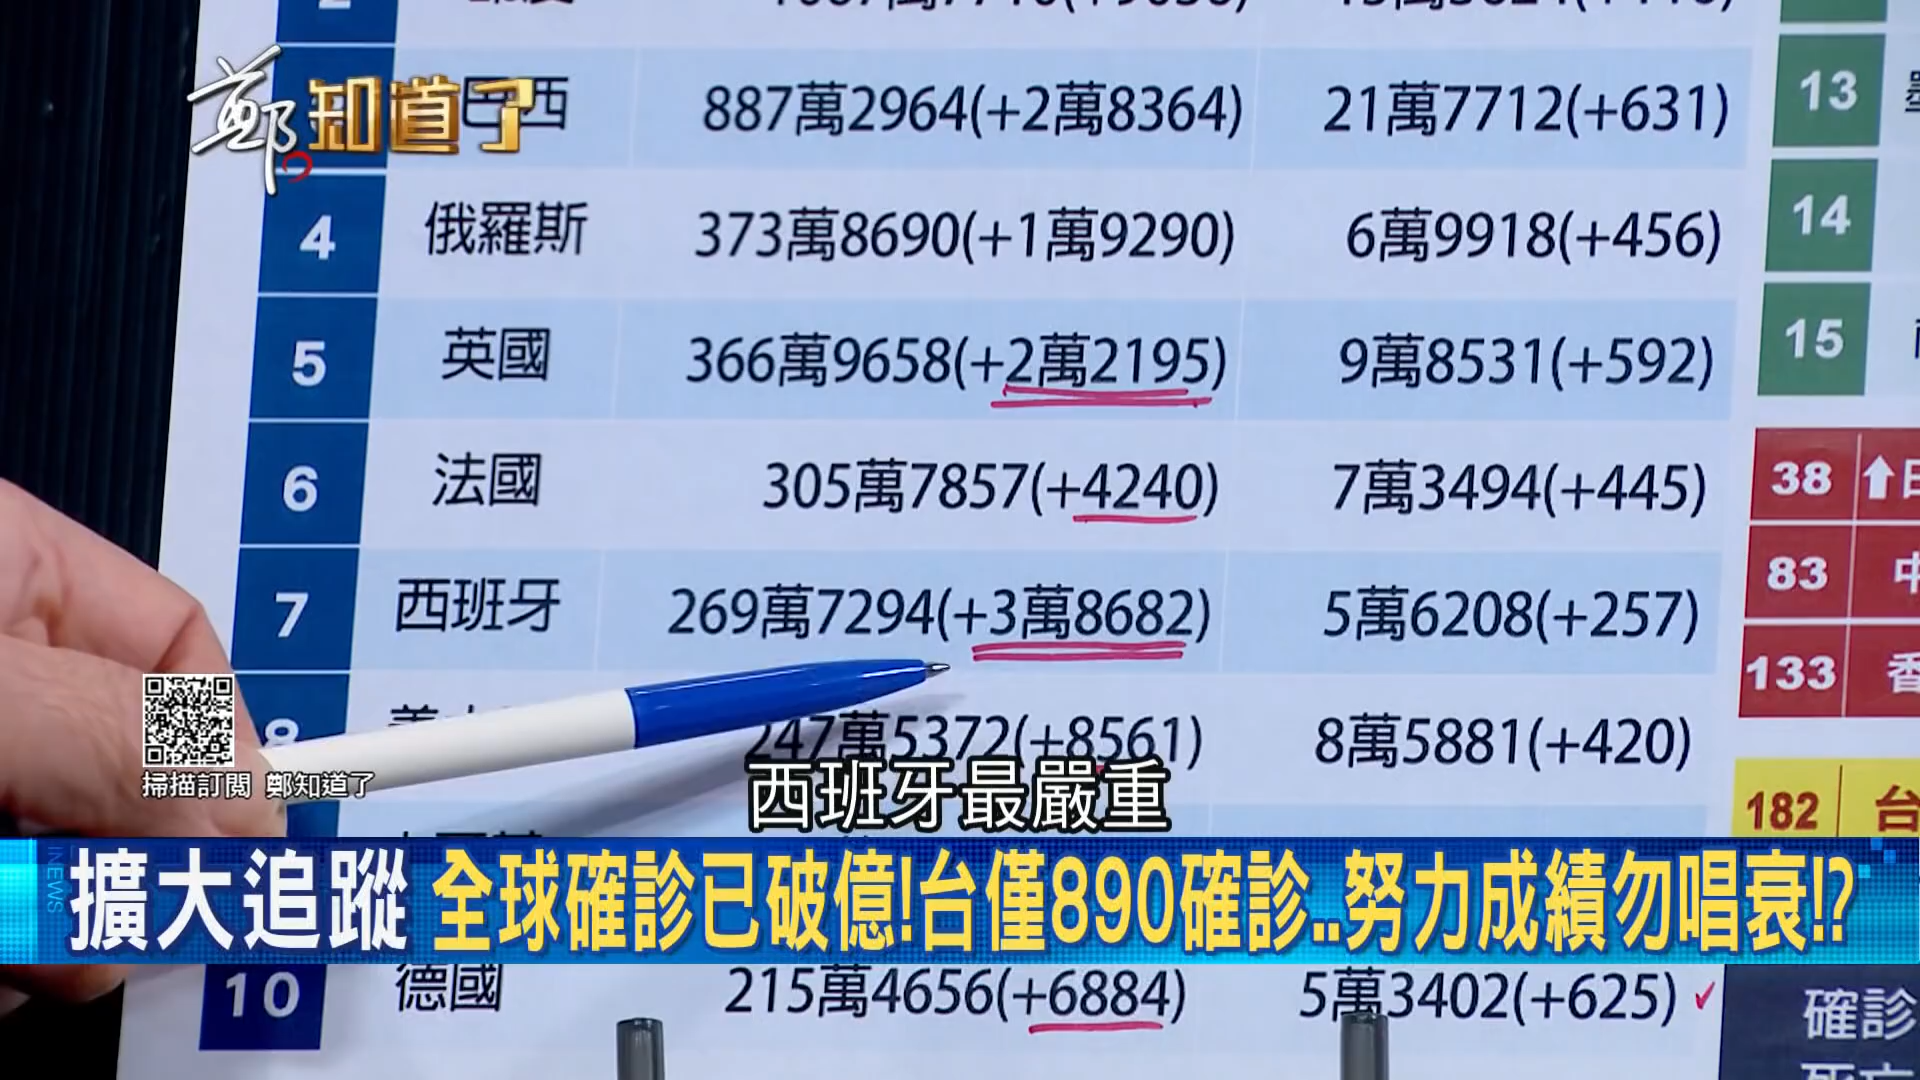 鄭知道了
巴西 887萬2964(+2萬8364) 21萬7712(+631) 13
4 俄羅斯 373萬8690(+1萬9290) 6萬9918(+456) 14
5 英國 366萬9658(+2萬2195) 9萬8531(+592) 15
6 法國 305萬7857(+4240) 7萬3494(+445) 38
7 西班牙 269萬7294(+3萬8682) 5萬6208(+257) 83
133
8 247萬5372(+8561) 8萬5881(+420)
掃描訂閱 鄭知道了
西班牙最嚴重
182 台
INEWS
擴大追蹤 全球確診已破億!台僅890確診..努力成績勿唱衰!?
10 德國 215萬4656(+6884) 5萬3402(+625)
確診